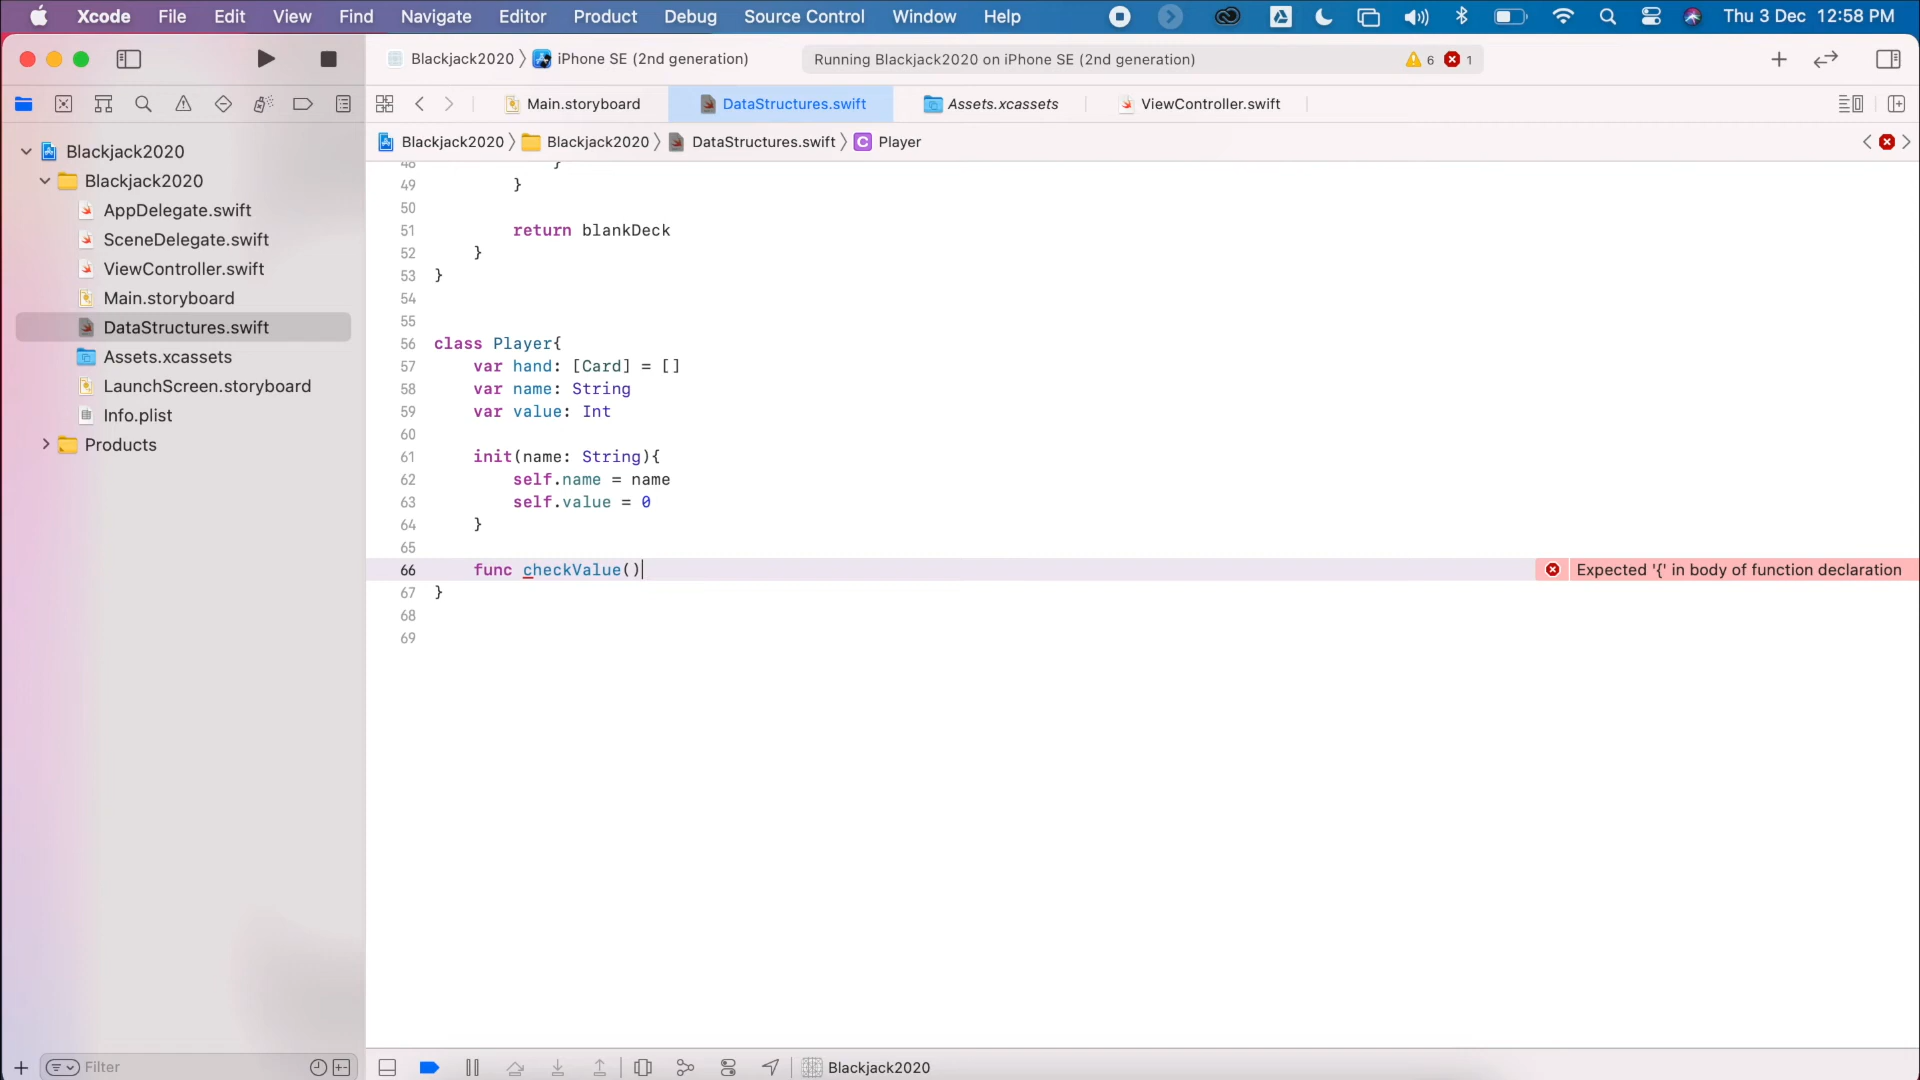 Xcode File Edit View Find Navigate Editor Product Debug Source Control Window Help Thu 3 Dec 12:58 PM
Blackjack2020 〉 iPhone SE (2nd generation) Running Blackjack2020 on iPhone SE (2nd generation) 6 1
Main.storyboard DataStructures.swift Assets.xcassets ViewController.swift
Blackjack2020 〉 Blackjack2020 〉 DataStructures.swift 〉 C Player
Blackjack2020
Blackjack2020
AppDelegate.swift
SceneDelegate.swift
ViewController.swift
Main.storyboard
DataStructures.swift
Assets.xcassets
LaunchScreen.storyboard
Info.plist
Products
48 }
49 }
50
51 return blankDeck
52 }
53 }
54
55
56 class Player{
57 var hand: [Card] = []
58 var name: String
59 var value: Int
60
61 init(name: String){
62 self.name = name
63 self.value = 0
64 }
65
66 func checkValue() Expected '{' in body of function declaration
67 }
68
69
Filter Blackjack2020